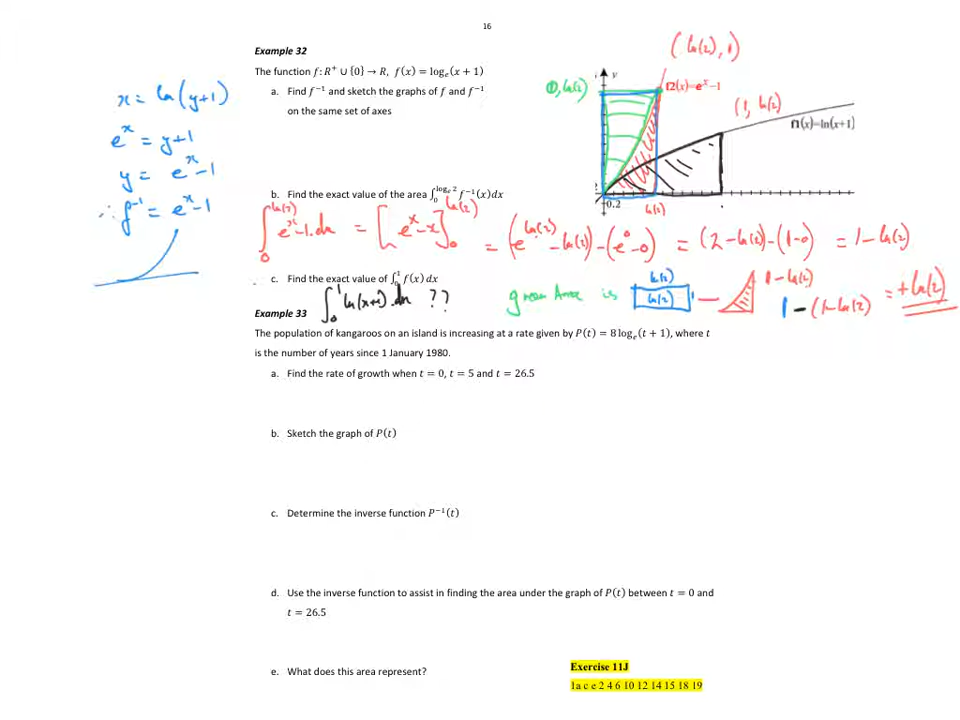 16
Example 32
The function f: R⁺ ∪ {0} → R, f(x) = logₑ(x + 1)
a. Find f⁻¹ and sketch the graphs of f and f⁻¹
on the same set of axes
x = ln(y+1)
eˣ = y+1
y = eˣ-1
∴ f⁻¹ = eˣ-1
(ln(2), 1)
y
f2(x)=eˣ-1
(1, ln(2))
f1(x)=ln(x+1)
0.2
ln(2)
b. Find the exact value of the area ∫₀^(logₑ 2) f⁻¹(x)dx
∫₀^(ln(2)) eˣ-1.dx = [eˣ-x]₀^(ln(2)) = (e^(ln(2)) - ln(2)) - (e⁰-0) = (2-ln(2)) - (1-0) = 1 - ln(2)
c. Find the exact value of ∫₀¹ f(x) dx
∫₀¹ ln(x+1).dx ??
green Area is
ln(2)
ln(2)
1
-
1-ln(2)
1 - (1-ln(2)) = +ln(2)
Example 33
The population of kangaroos on an island is increasing at a rate given by P(t) = 8 logₑ(t + 1), where t
is the number of years since 1 January 1980.
a. Find the rate of growth when t = 0, t = 5 and t = 26.5
b. Sketch the graph of P(t)
c. Determine the inverse function P⁻¹(t)
d. Use the inverse function to assist in finding the area under the graph of P(t) between t = 0 and
t = 26.5
e. What does this area represent?
Exercise 11J
1a c e 2 4 6 10 12 14 15 18 19